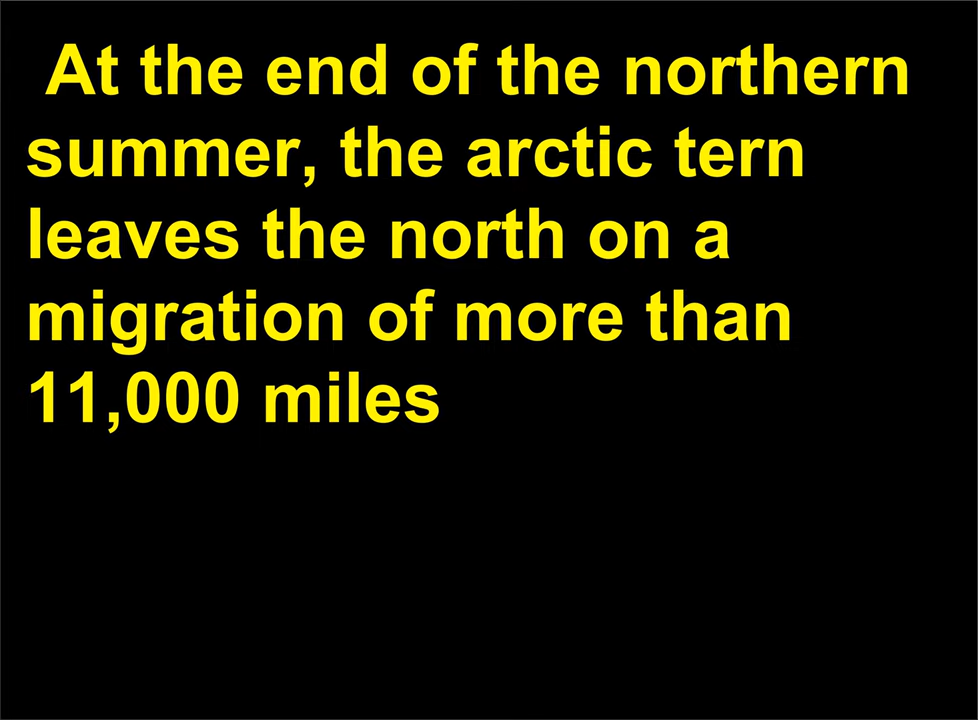 At the end of the northern
summer, the arctic tern
leaves the north on a
migration of more than
11,000 miles